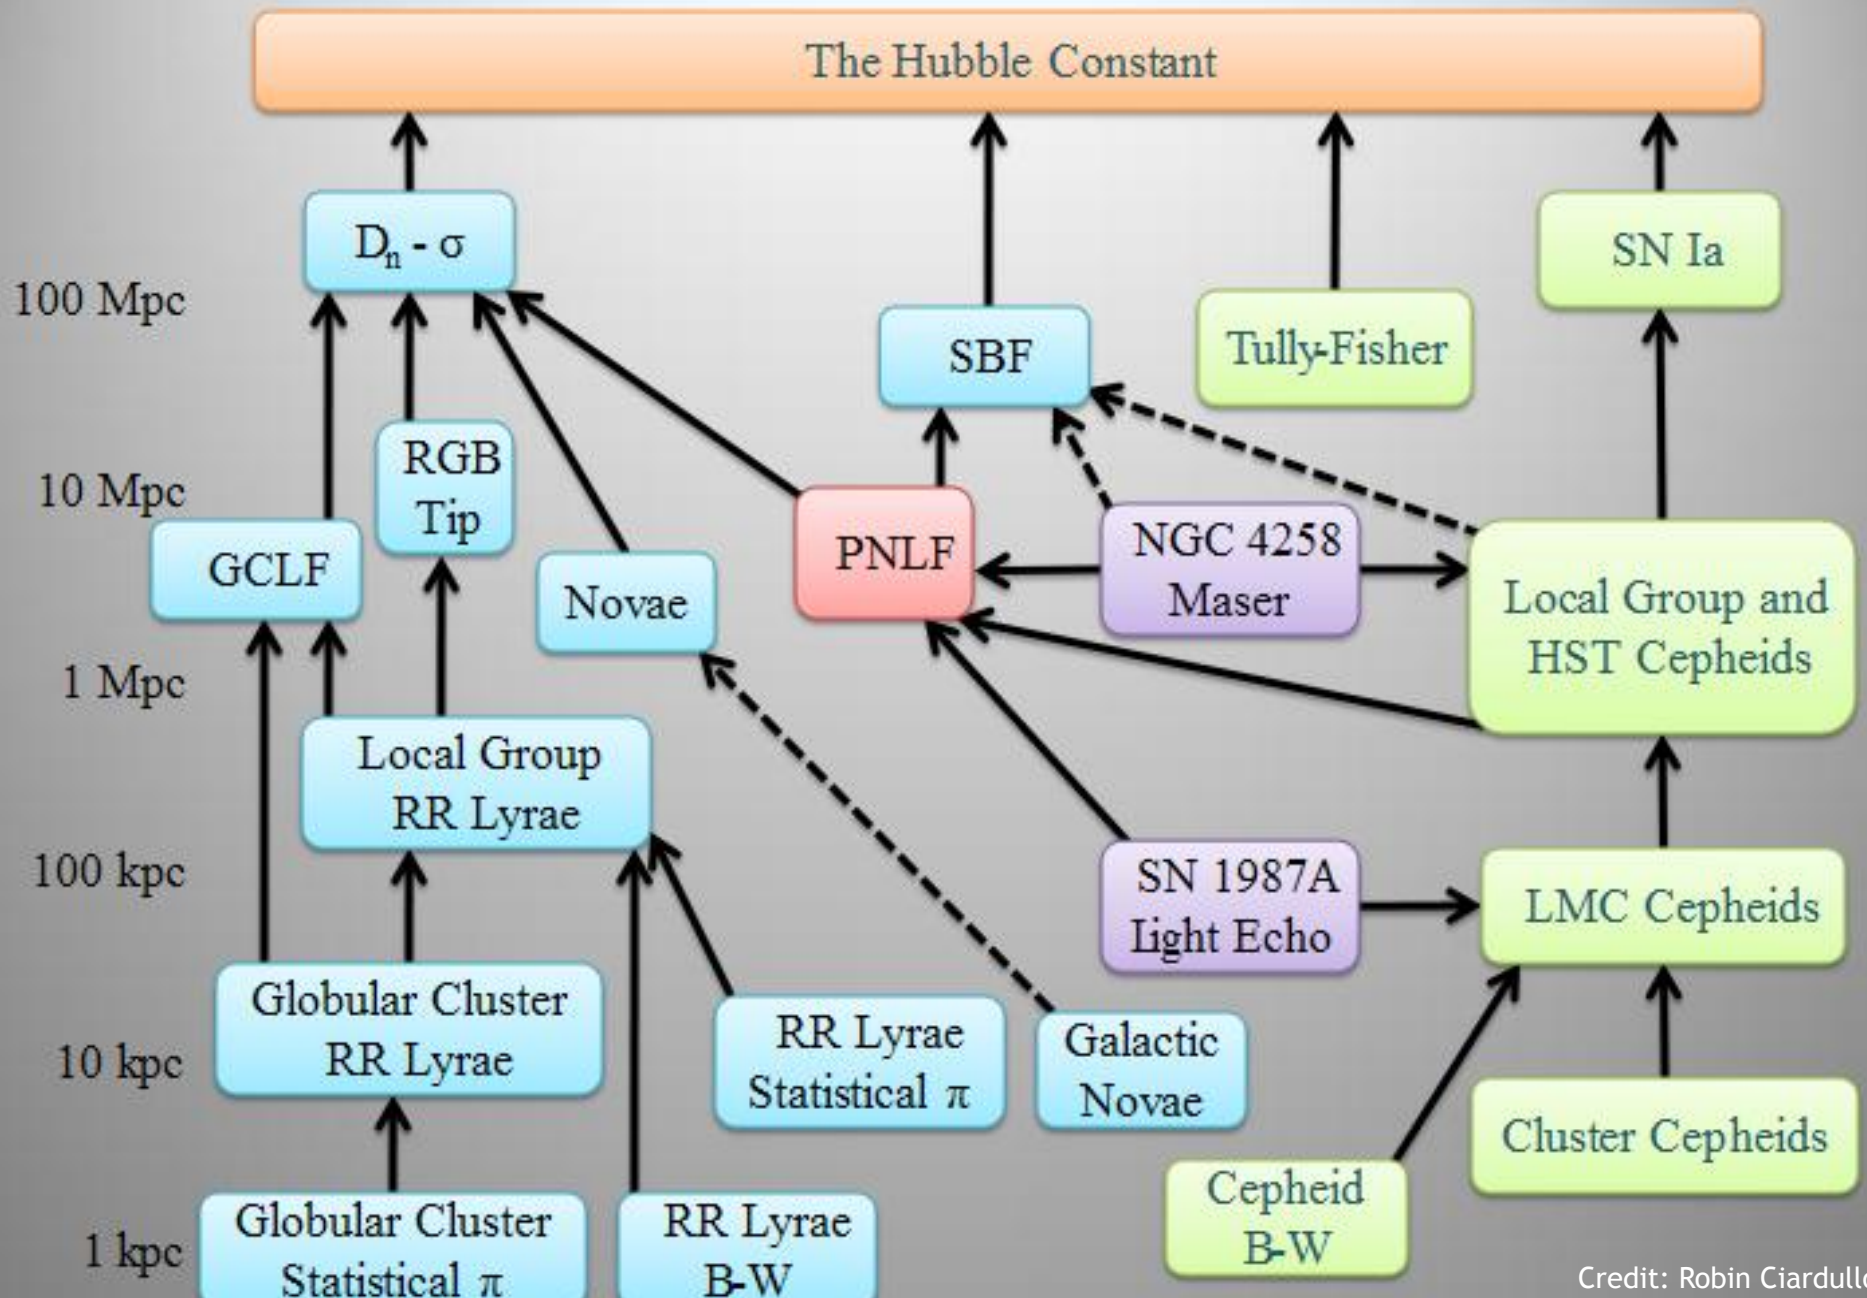 The Hubble Constant
Dn - σ
SN Ia
100 Mpc
SBF
Tully-Fisher
RGB
Tip
10 Mpc
GCLF
Novae
PNLF
NGC 4258
Maser
Local Group and
HST Cepheids
1 Mpc
Local Group
RR Lyrae
100 kpc
SN 1987A
Light Echo
LMC Cepheids
Globular Cluster
RR Lyrae
10 kpc
RR Lyrae
Statistical π
Galactic
Novae
Cluster Cepheids
Cepheid
B-W
1 kpc
Globular Cluster
Statistical π
RR Lyrae
B-W
Credit: Robin Ciardullo